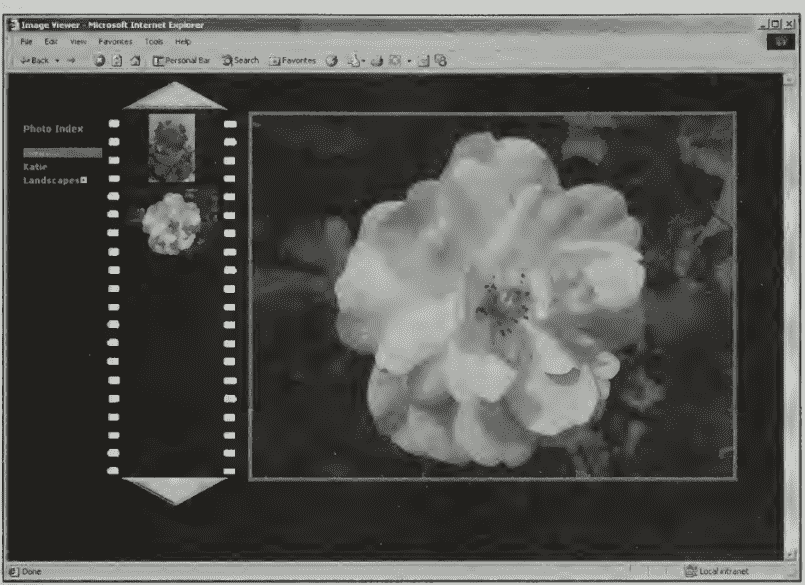 Image Viewer - Microsoft Internet Explorer
File Edit View Favorites Tools Help
Back Personal Bar Search Favorites
Photo Index
Katie
Landscapes
Done Local intranet